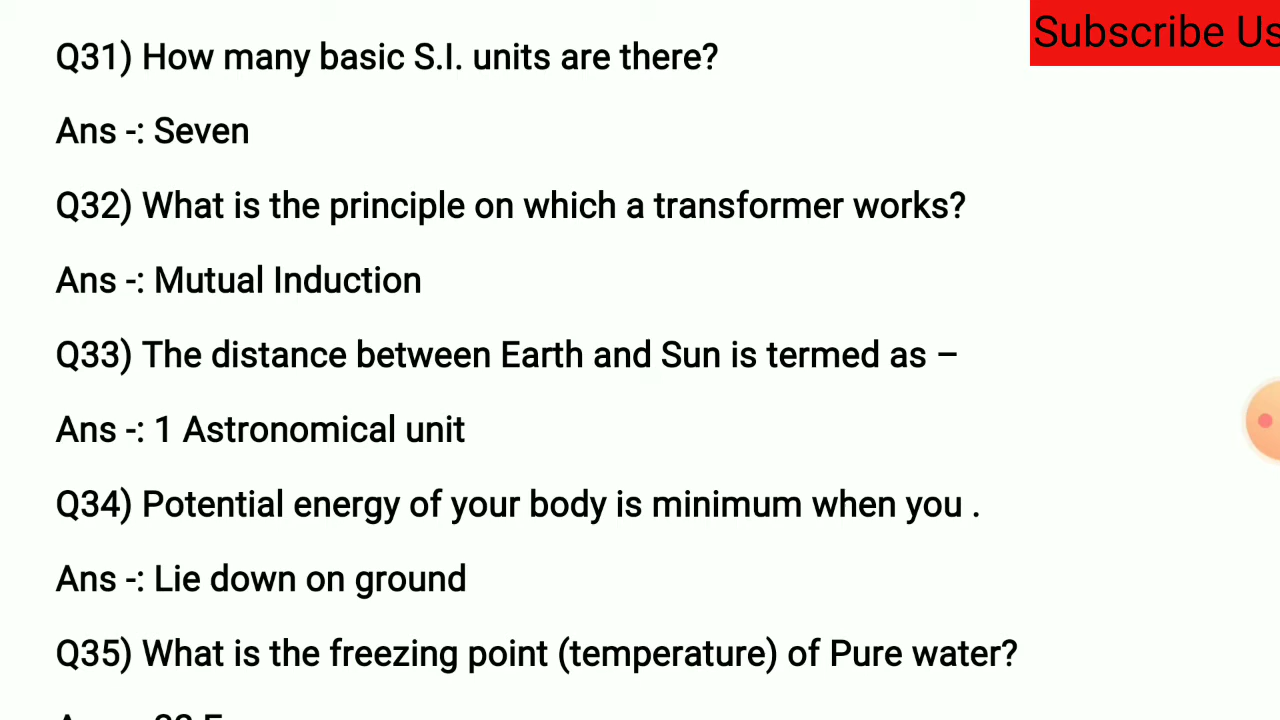 Subscribe Us
Q31) How many basic S.I. units are there?
Ans -: Seven
Q32) What is the principle on which a transformer works?
Ans -: Mutual Induction
Q33) The distance between Earth and Sun is termed as –
Ans -: 1 Astronomical unit
Q34) Potential energy of your body is minimum when you .
Ans -: Lie down on ground
Q35) What is the freezing point (temperature) of Pure water?